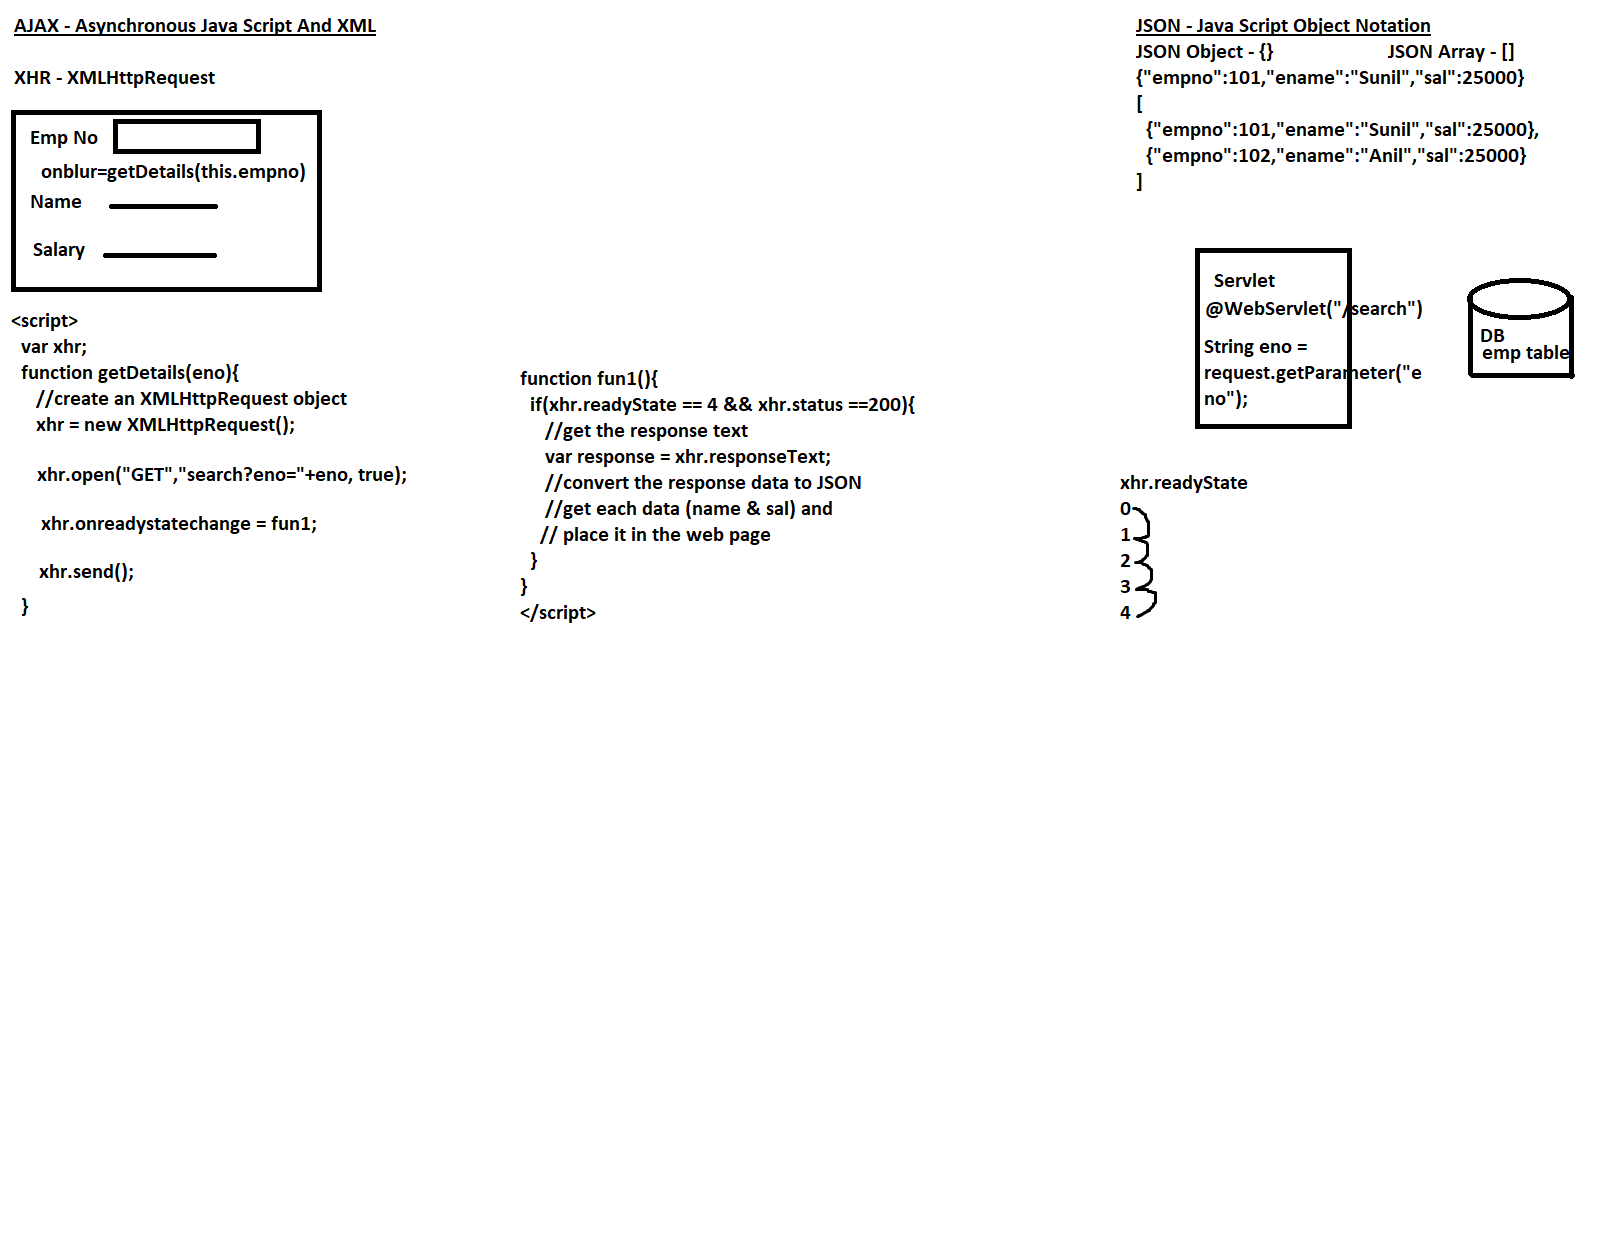 AJAX - Asynchronous Java Script And XML
XHR - XMLHttpRequest
Emp No
onblur=getDetails(this.empno)
Name
Salary
<script>
var xhr;
function getDetails(eno){
//create an XMLHttpRequest object
xhr = new XMLHttpRequest();
xhr.open("GET","search?eno="+eno, true);
xhr.onreadystatechange = fun1;
xhr.send();
}
function fun1(){
if(xhr.readyState == 4 && xhr.status ==200){
//get the response text
var response = xhr.responseText;
//convert the response data to JSON
//get each data (name & sal) and
// place it in the web page
}
}
</script>
JSON - Java Script Object Notation
JSON Object - {} JSON Array - []
{"empno":101,"ename":"Sunil","sal":25000}
[
{"empno":101,"ename":"Sunil","sal":25000},
{"empno":102,"ename":"Anil","sal":25000}
]
Servlet
@WebServlet("/search")
String eno =
request.getParameter("e
no");
DB
emp table
xhr.readyState
0
1
2
3
4